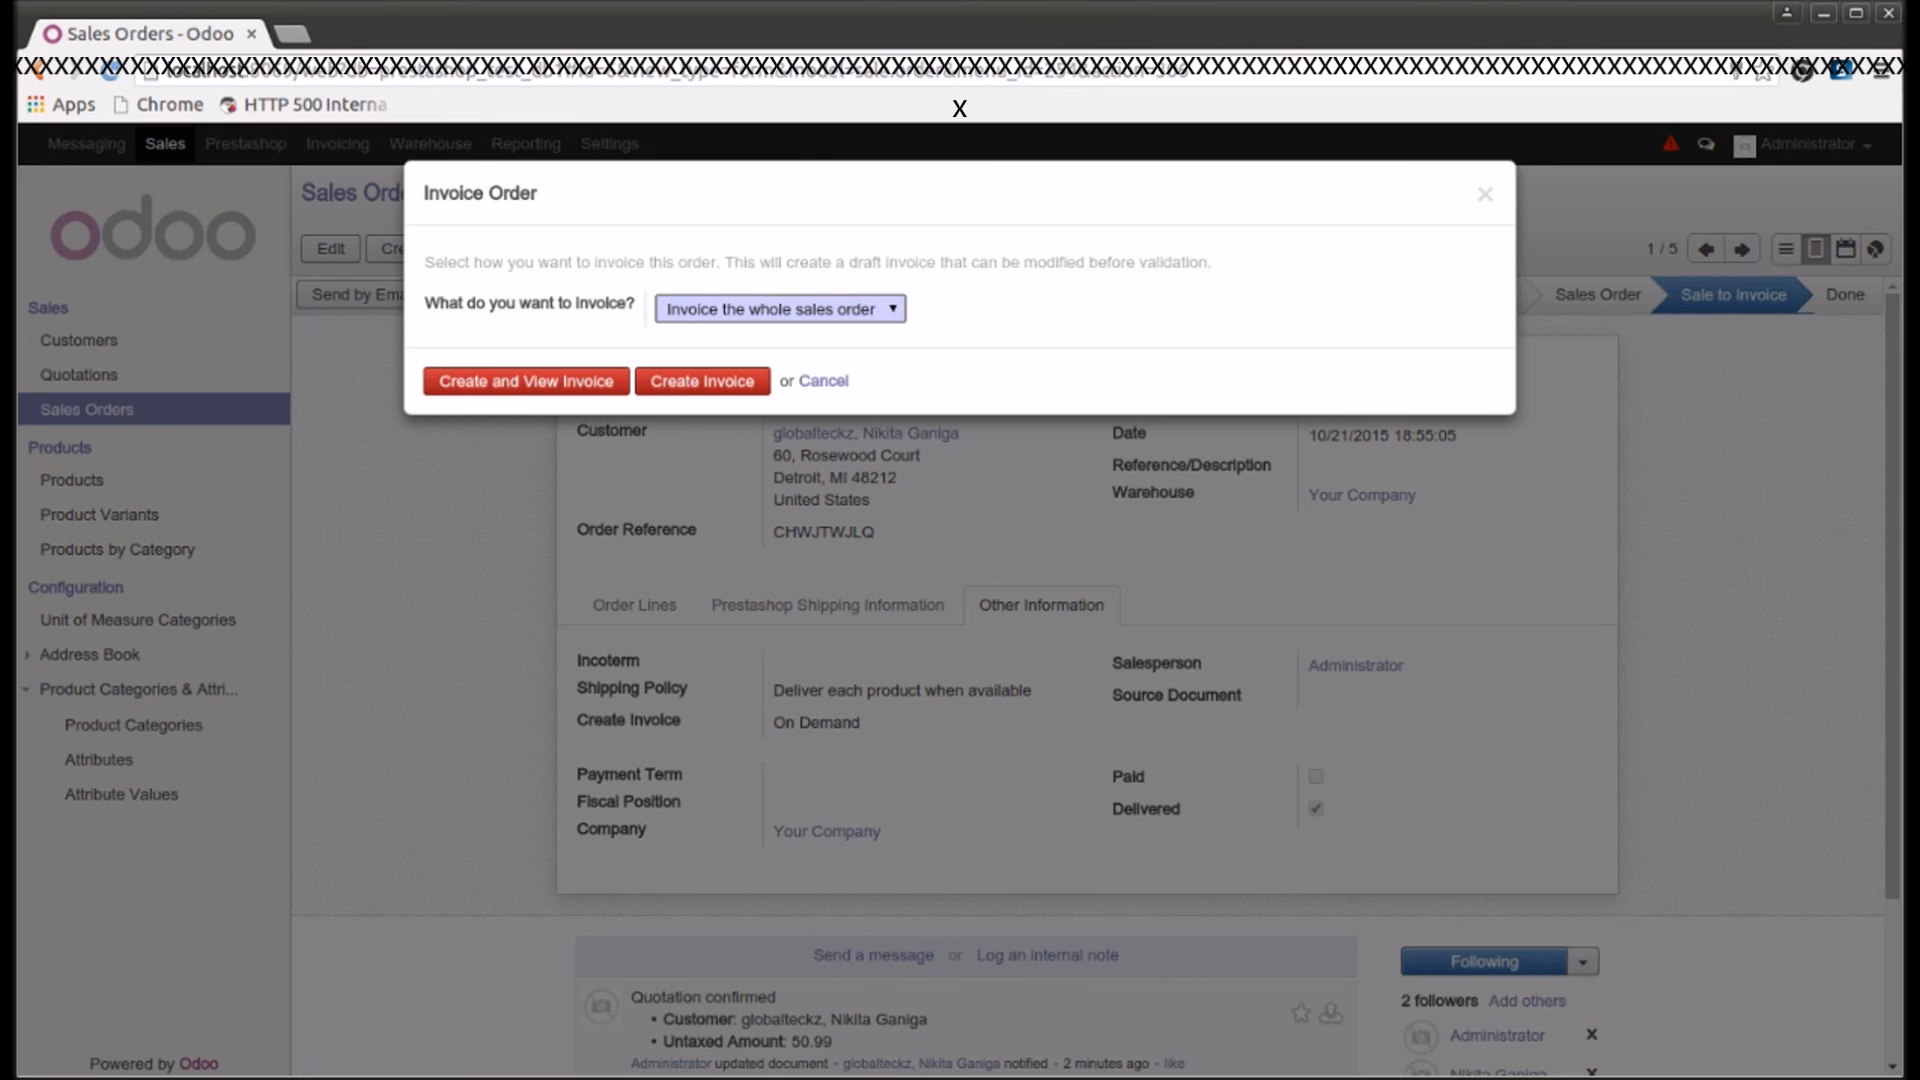 Sales Orders - Odoo ×
Apps Chrome HTTP 500 Interna
x
Messaging Sales Prestashop Invoicing Warehouse Reporting Settings Administrator
odoo
Sales Ord
Invoice Order ×
Edit Cre
1 / 5
Select how you want to invoice this order. This will create a draft invoice that can be modified before validation.
Send by Ema
What do you want to invoice? Invoice the whole sales order
Sales Order Sale to Invoice Done
Create and View Invoice Create Invoice or Cancel
Sales
Customers
Quotations
Sales Orders
Products
Products
Product Variants
Products by Category
Configuration
Unit of Measure Categories
Address Book
Product Categories & Attri...
Product Categories
Attributes
Attribute Values
Powered by Odoo
Customer globalteckz, Nikita Ganiga
60, Rosewood Court
Detroit, MI 48212
United States
Order Reference CHWJTWJLQ
Date 10/21/2015 18:55:05
Reference/Description
Warehouse Your Company
Order Lines Prestashop Shipping Information Other Information
Incoterm
Shipping Policy Deliver each product when available
Create Invoice On Demand
Salesperson Administrator
Source Document
Payment Term
Fiscal Position
Company Your Company
Paid
Delivered
Send a message or Log an internal note
Quotation confirmed
• Customer: globalteckz, Nikita Ganiga
• Untaxed Amount: 50.99
Administrator updated document • globalteckz, Nikita Ganiga notified • 2 minutes ago • like
Following
2 followers Add others
Administrator x
Nikita Ganiga x